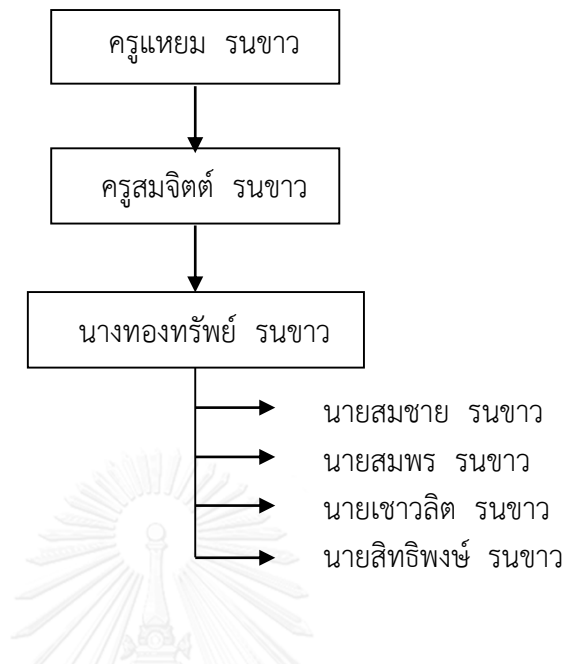 ครูแหยม รนขาว
ครูสมจิตต์ รนขาว
นางทองทรัพย์ รนขาว
นายสมชาย รนขาว
นายสมพร รนขาว
นายเชาวลิต รนขาว
นายสิทธิพงษ์ รนขาว